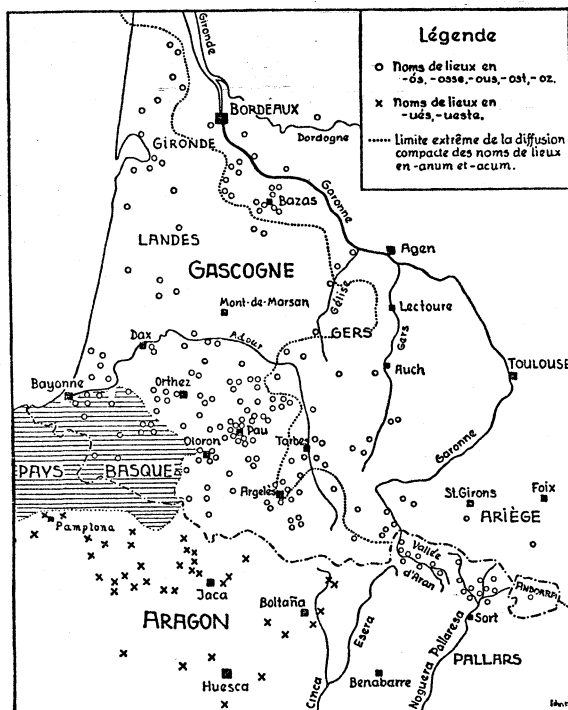 Légende
Noms de lieux en
-ós, -osse, -ous, -ost, -oz.
Noms de lieux en
-ués, -ueste.
Limite extrême de la diffusion
compacte des noms de lieux
en -anum et -acum.
Gironde
BORDEAUX
GIRONDE
Dordogne
Garonne
Bazas
Agen
LANDES
GASCOGNE
Mont-de-Marsan
Gélise
GERS
Lectoure
Gers
Dax
Adour
Auch
TOULOUSE
Bayonne
Orthez
Garonne
PAYS BASQUE
Oloron
Pau
Tarbes
Argelès
St. Girons
Foix
ARIÈGE
Pamplona
Vallée
d'Aran
ANDORRA
Jaca
Boltaña
Sort
ARAGON
Esera
Noguera Pallaresa
PALLARS
Huesca
Cinca
Benabarre